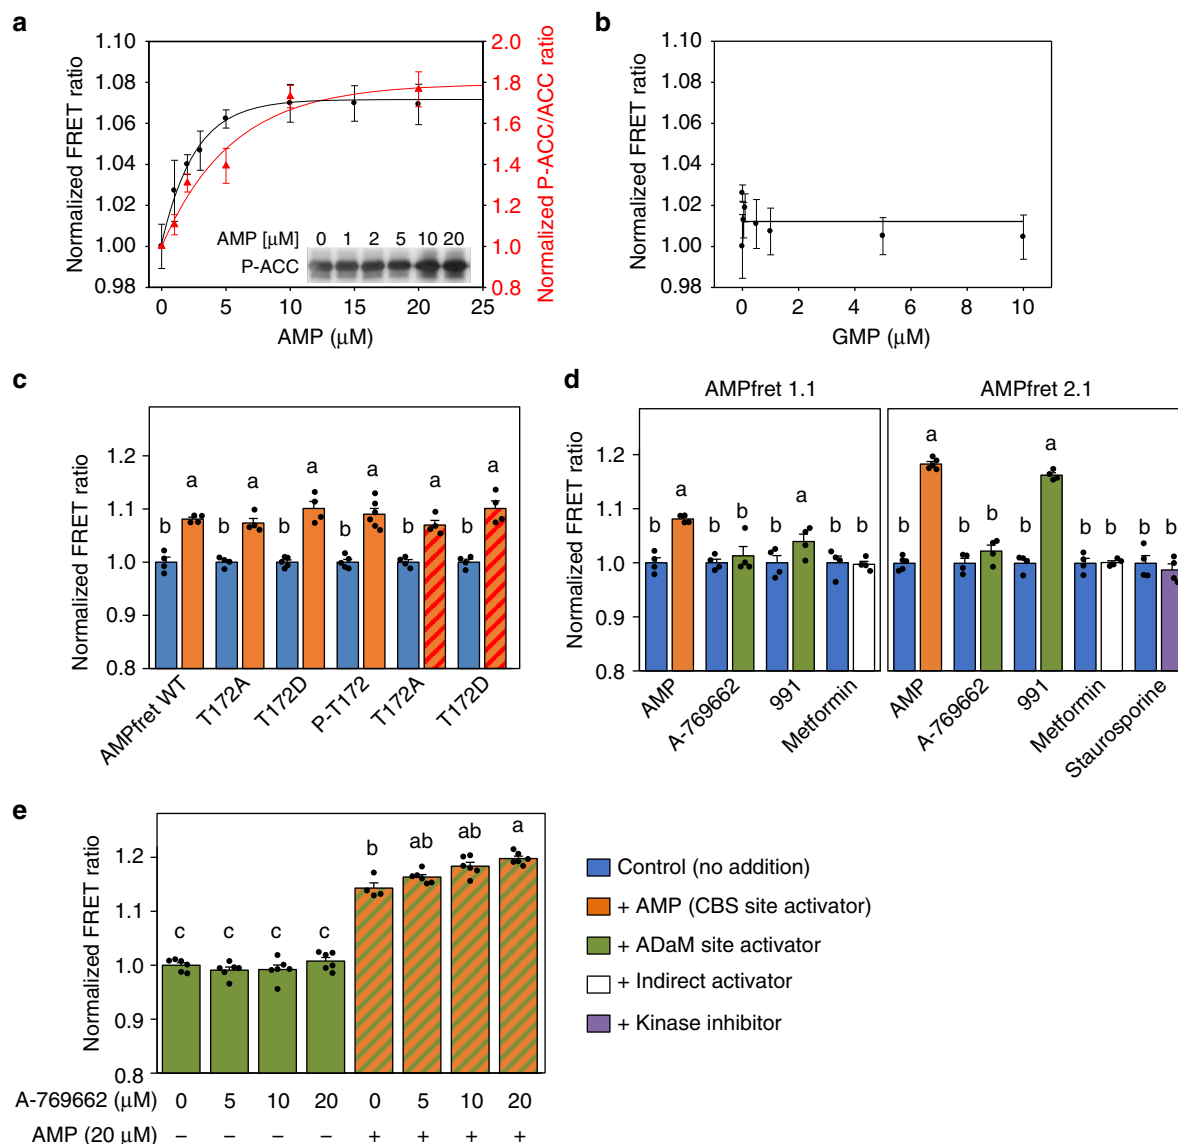 a
1.10
1.08
1.06
1.04
1.02
1.00
0.98
Normalized FRET ratio
2.0
1.8
1.6
1.4
1.2
1.0
0.8
Normalized P-ACC/ACC ratio
AMP [μM] 0 1 2 5 10 20
P-ACC
0 5 10 15 20 25
AMP (μM)
b
1.10
1.08
1.06
1.04
1.02
1.00
0.98
Normalized FRET ratio
0 2 4 6 8 10
GMP (μM)
c
Normalized FRET ratio
1.2
1.1
1.0
0.9
0.8
b a b a b a b a b a b a
AMPfret WT
T172A
T172D
P-T172
T172A
T172D
d
AMPfret 1.1
AMPfret 2.1
Normalized FRET ratio
1.2
1.1
1.0
0.9
0.8
b a b b b a b b
b a b b b a b b b b
AMP
A-769662
991
Metformin
AMP
A-769662
991
Metformin
Staurosporine
e
Normalized FRET ratio
1.2
1.1
1.0
0.9
0.8
c c c c b ab ab a
A-769662 (μM) 0 5 10 20 0 5 10 20
AMP (20 μM) – – – – + + + +
Control (no addition)
+ AMP (CBS site activator)
+ ADaM site activator
+ Indirect activator
+ Kinase inhibitor